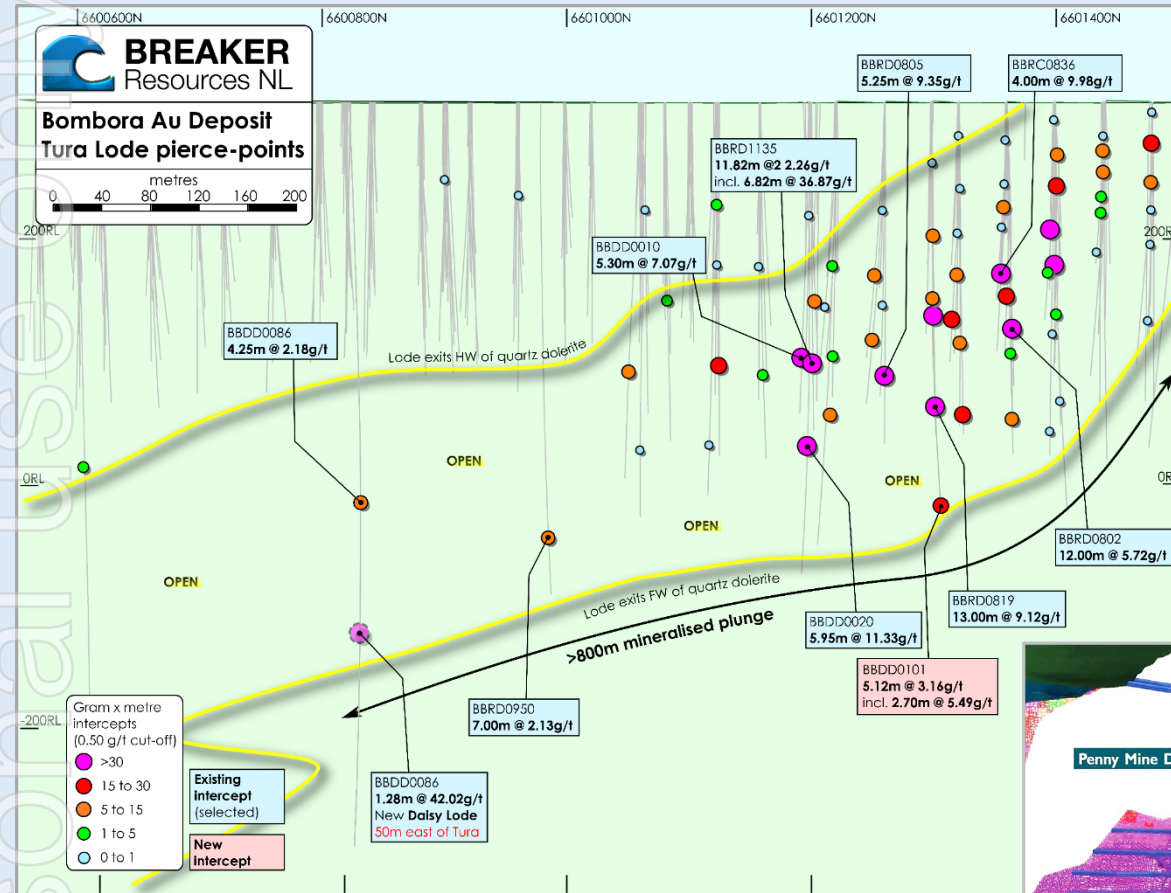 6600600N
6600800N
6601000N
6601200N
6601400N
BREAKER
Resources NL
Bombora Au Deposit
Tura Lode pierce-points
metres
0 40 80 120 160 200
BBRD0805
5.25m @ 9.35g/t
BBRC0836
4.00m @ 9.98g/t
BBRD1135
11.82m @2 2.26g/t
incl. 6.82m @ 36.87g/t
200RL
200RL
BBDD0010
5.30m @ 7.07g/t
BBDD0086
4.25m @ 2.18g/t
Lode exits HW of quartz dolerite
OPEN
OPEN
OPEN
OPEN
0RL
0RL
BBRD0802
12.00m @ 5.72g/t
Lode exits FW of quartz dolerite
>800m mineralised plunge
BBRD0819
13.00m @ 9.12g/t
BBDD0020
5.95m @ 11.33g/t
BBDD0101
5.12m @ 3.16g/t
incl. 2.70m @ 5.49g/t
BBRD0950
7.00m @ 2.13g/t
-200RL
Gram x metre
intercepts
(0.50 g/t cut-off)
>30
15 to 30
5 to 15
1 to 5
0 to 1
Existing
intercept
(selected)
New
intercept
BBDD0086
1.28m @ 42.02g/t
New Daisy Lode
50m east of Tura
Penny Mine D
sonal use only